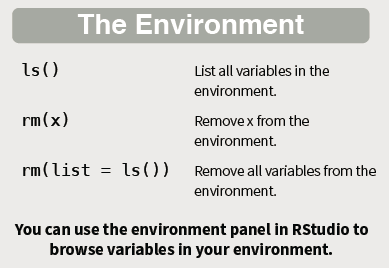 The Environment
ls()
List all variables in the
environment.
rm(x)
Remove x from the
environment.
rm(list = ls())
Remove all variables from the
environment.
You can use the environment panel in RStudio to
browse variables in your environment.